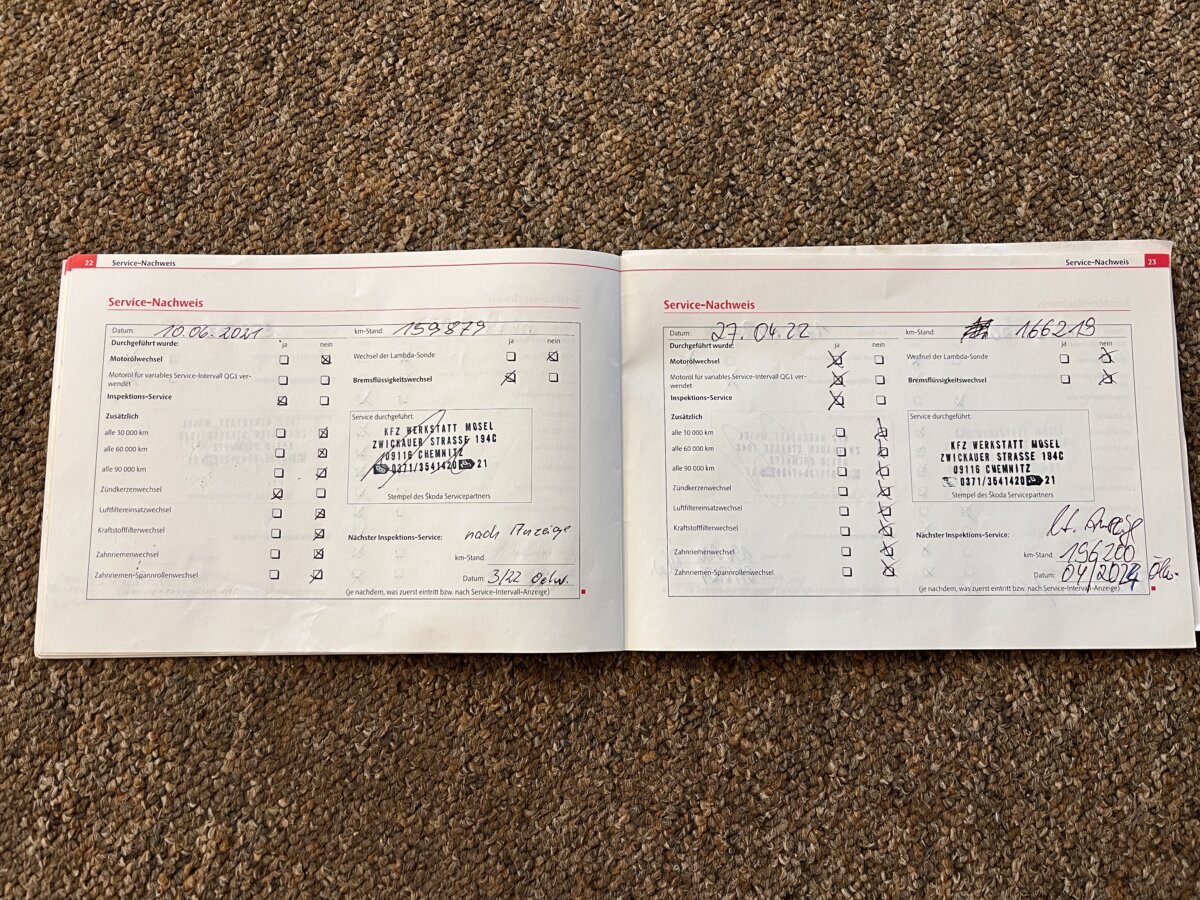 22 Service-Nachweis
Service-Nachweis
Datum: 10.06.2021 km-Stand: 159879
Durchgeführt wurde: ja nein ja nein
Motorölwechsel Wechsel der Lambda-Sonde
Motoröl für variables Service-Intervall QG1 ver-
wendet Bremsflüssigkeitswechsel
Inspektions-Service
Zusätzlich Service durchgeführt:
alle 30 000 km KFZ WERKSTATT MOSEL
alle 60 000 km ZWICKAUER STRASSE 194C
alle 90 000 km 09116 CHEMNITZ
0371/3541420 21
Zündkerzenwechsel Stempel des Škoda Servicepartners
Luftfiltereinsatzwechsel
Kraftstofffilterwechsel Nächster Inspektions-Service: nach Anzeige
Zahnriemenwechsel km-Stand:
Zahnriemen-Spannrollenwechsel Datum: 3/22 Oelw.
(je nachdem, was zuerst eintritt bzw. nach Service-Intervall-Anzeige)
Service-Nachweis 23
Service-Nachweis
Datum: 27.04.22 km-Stand: 166219
Durchgeführt wurde: ja nein ja nein
Motorölwechsel Wechsel der Lambda-Sonde
Motoröl für variables Service-Intervall QG1 ver-
wendet Bremsflüssigkeitswechsel
Inspektions-Service
Zusätzlich Service durchgeführt:
alle 30 000 km KFZ WERKSTATT MOSEL
alle 60 000 km ZWICKAUER STRASSE 194C
alle 90 000 km 09116 CHEMNITZ
0371/3541420 21
Zündkerzenwechsel Stempel des Škoda Servicepartners
Luftfiltereinsatzwechsel
Kraftstofffilterwechsel Nächster Inspektions-Service: lt. Anzeige
Zahnriemenwechsel km-Stand: 196200
Zahnriemen-Spannrollenwechsel Datum: 04/2024
(je nachdem, was zuerst eintritt bzw. nach Service-Intervall-Anzeige)